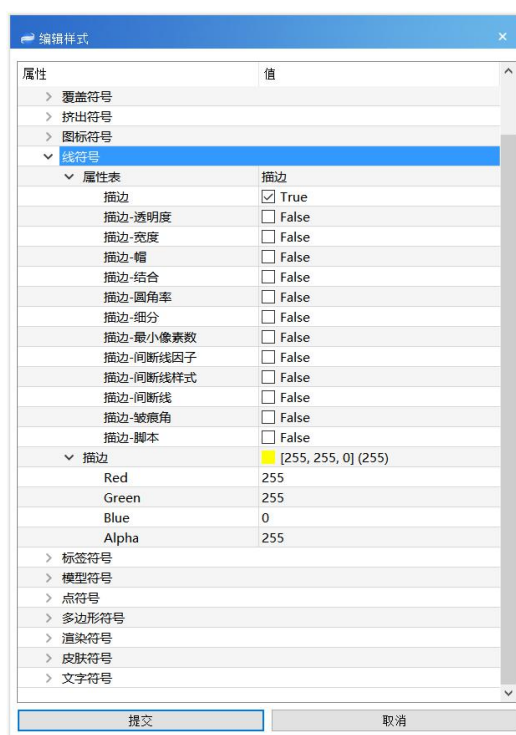 编辑样式
属性 值
覆盖符号
挤出符号
图标符号
线符号
属性表 描边
描边 True
描边-透明度 False
描边-宽度 False
描边-帽 False
描边-结合 False
描边-圆角率 False
描边-细分 False
描边-最小像素数 False
描边-间断线因子 False
描边-间断线样式 False
描边-间断线 False
描边-皱痕角 False
描边-脚本 False
描边 [255, 255, 0] (255)
Red 255
Green 255
Blue 0
Alpha 255
标签符号
模型符号
点符号
多边形符号
渲染符号
皮肤符号
文字符号
提交 取消